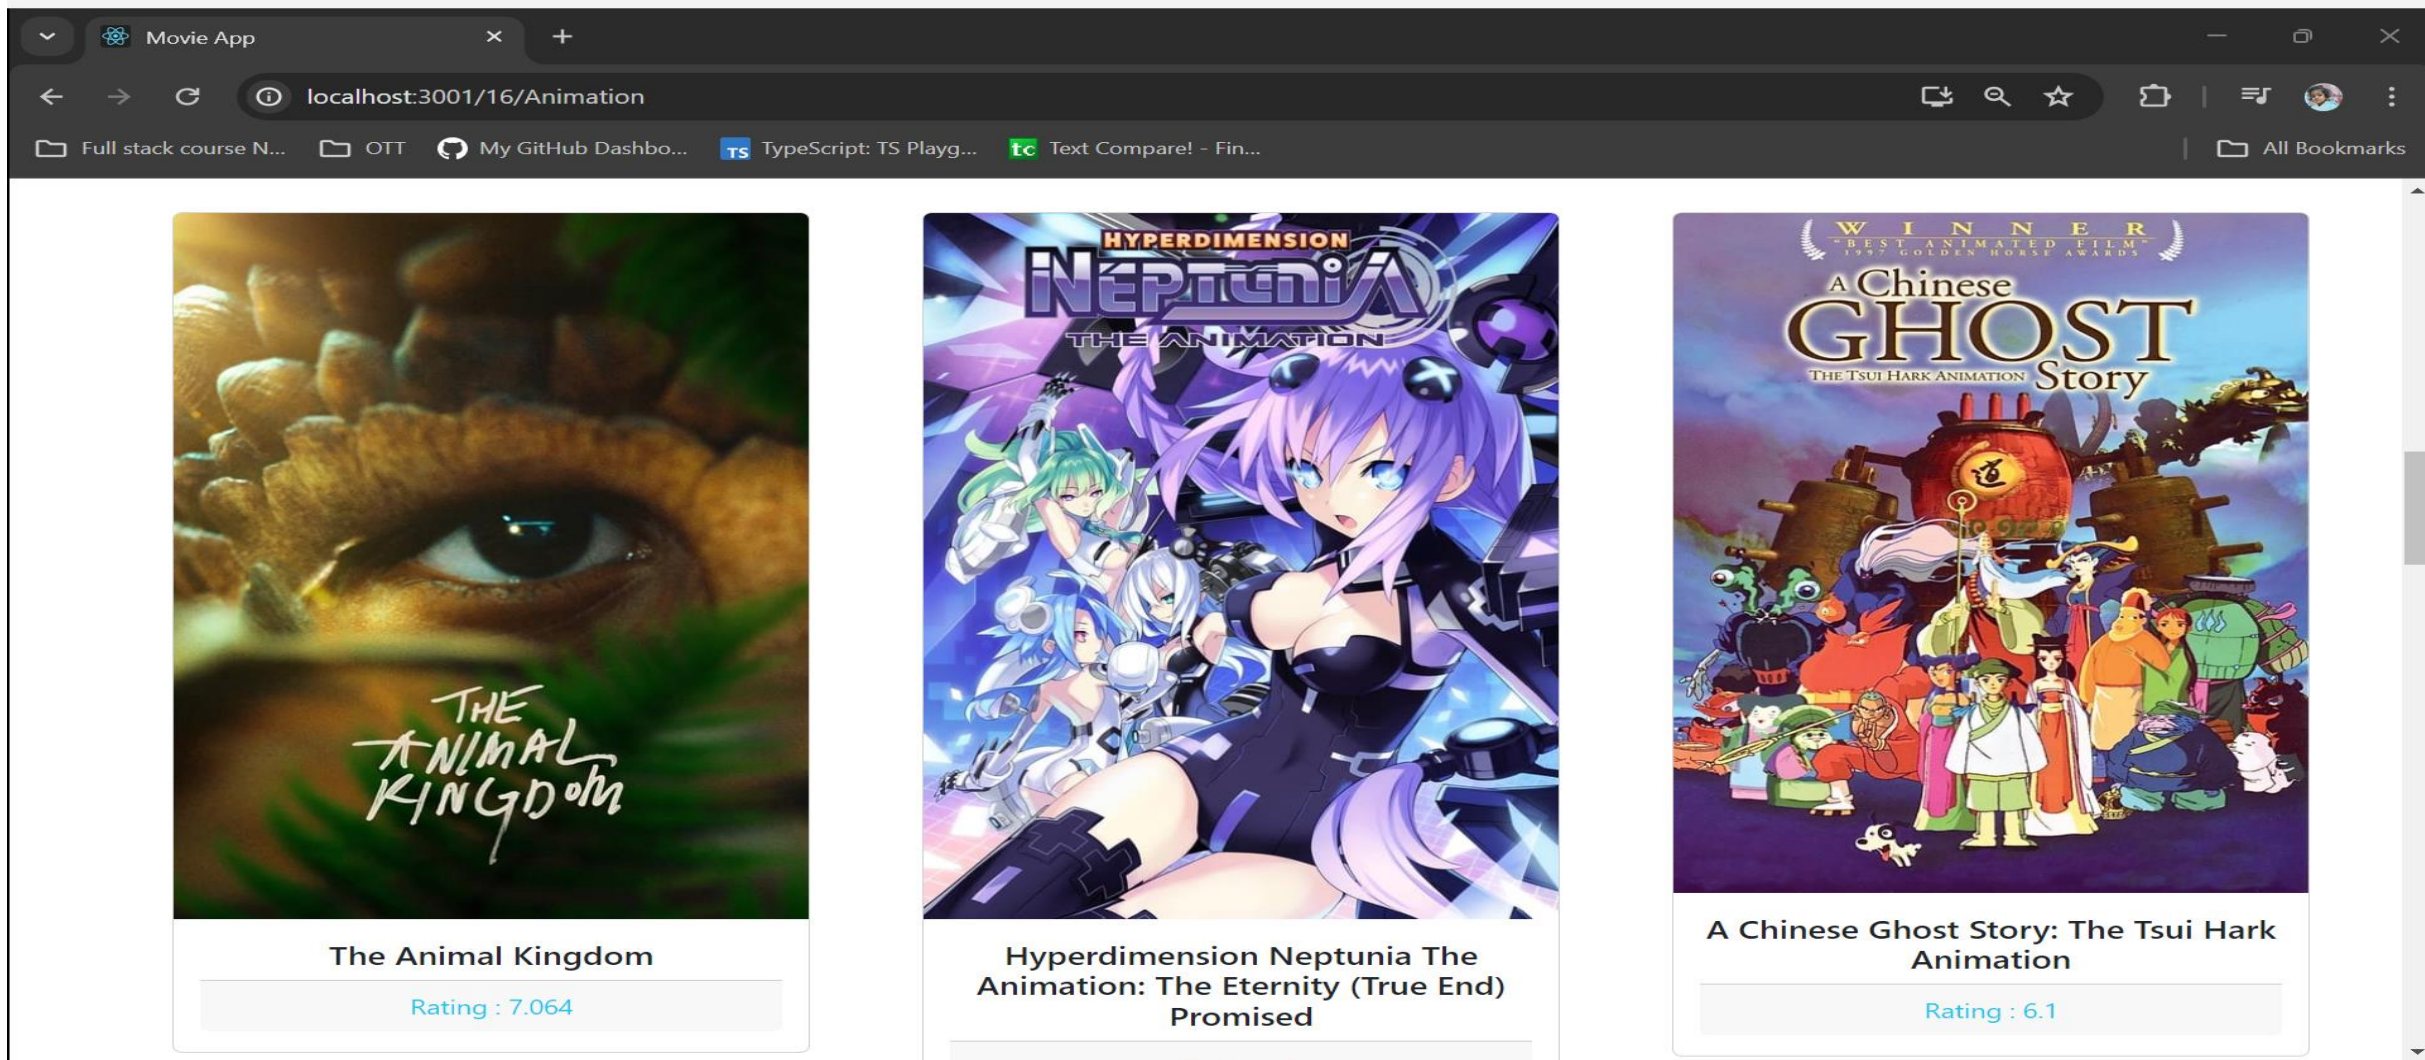 Movie App
localhost:3001/16/Animation
Full stack course N...
OTT
My GitHub Dashbo...
TS
TypeScript: TS Playg...
tc
Text Compare! - Fin...
All Bookmarks
THE
ANIMAL
KINGDOM
The Animal Kingdom
Rating : 7.064
HYPERDIMENSION
NEPTUNIA
THE ANIMATION
Hyperdimension Neptunia The
Animation: The Eternity (True End)
Promised
WINNER
"BEST ANIMATED FILM"
1997 GOLDEN HORSE AWARDS
A Chinese
GHOST
THE TSUI HARK ANIMATION Story
道
A Chinese Ghost Story: The Tsui Hark
Animation
Rating : 6.1